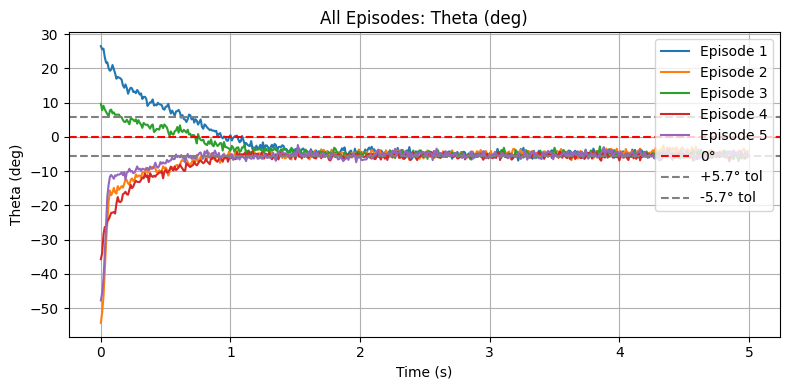 All Episodes: Theta (deg)
Theta (deg)
30
20
10
0
−10
−20
−30
−40
−50
0
1
2
3
4
5
Time (s)
Episode 1
Episode 2
Episode 3
Episode 4
Episode 5
0°
+5.7° tol
-5.7° tol